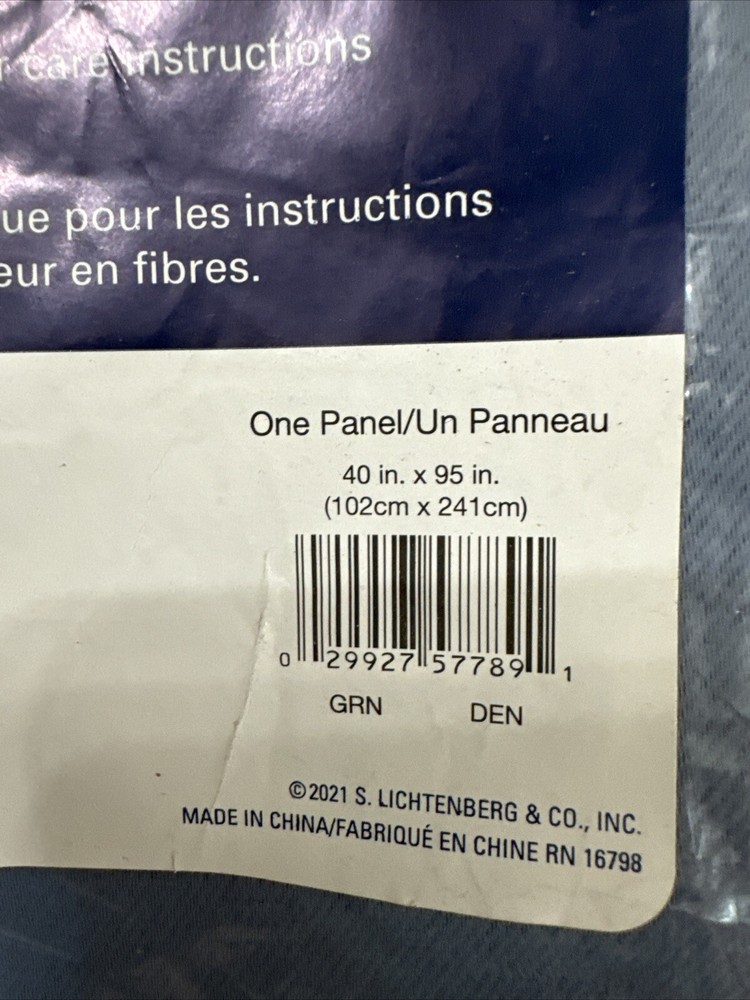 care instructions
ue pour les instructions
eur en fibres.
One Panel/Un Panneau
40 in. x 95 in.
(102cm x 241cm)
0 29927 57789 1
GRN DEN
©2021 S. LICHTENBERG & CO., INC.
MADE IN CHINA/FABRIQUÉ EN CHINE RN 16798